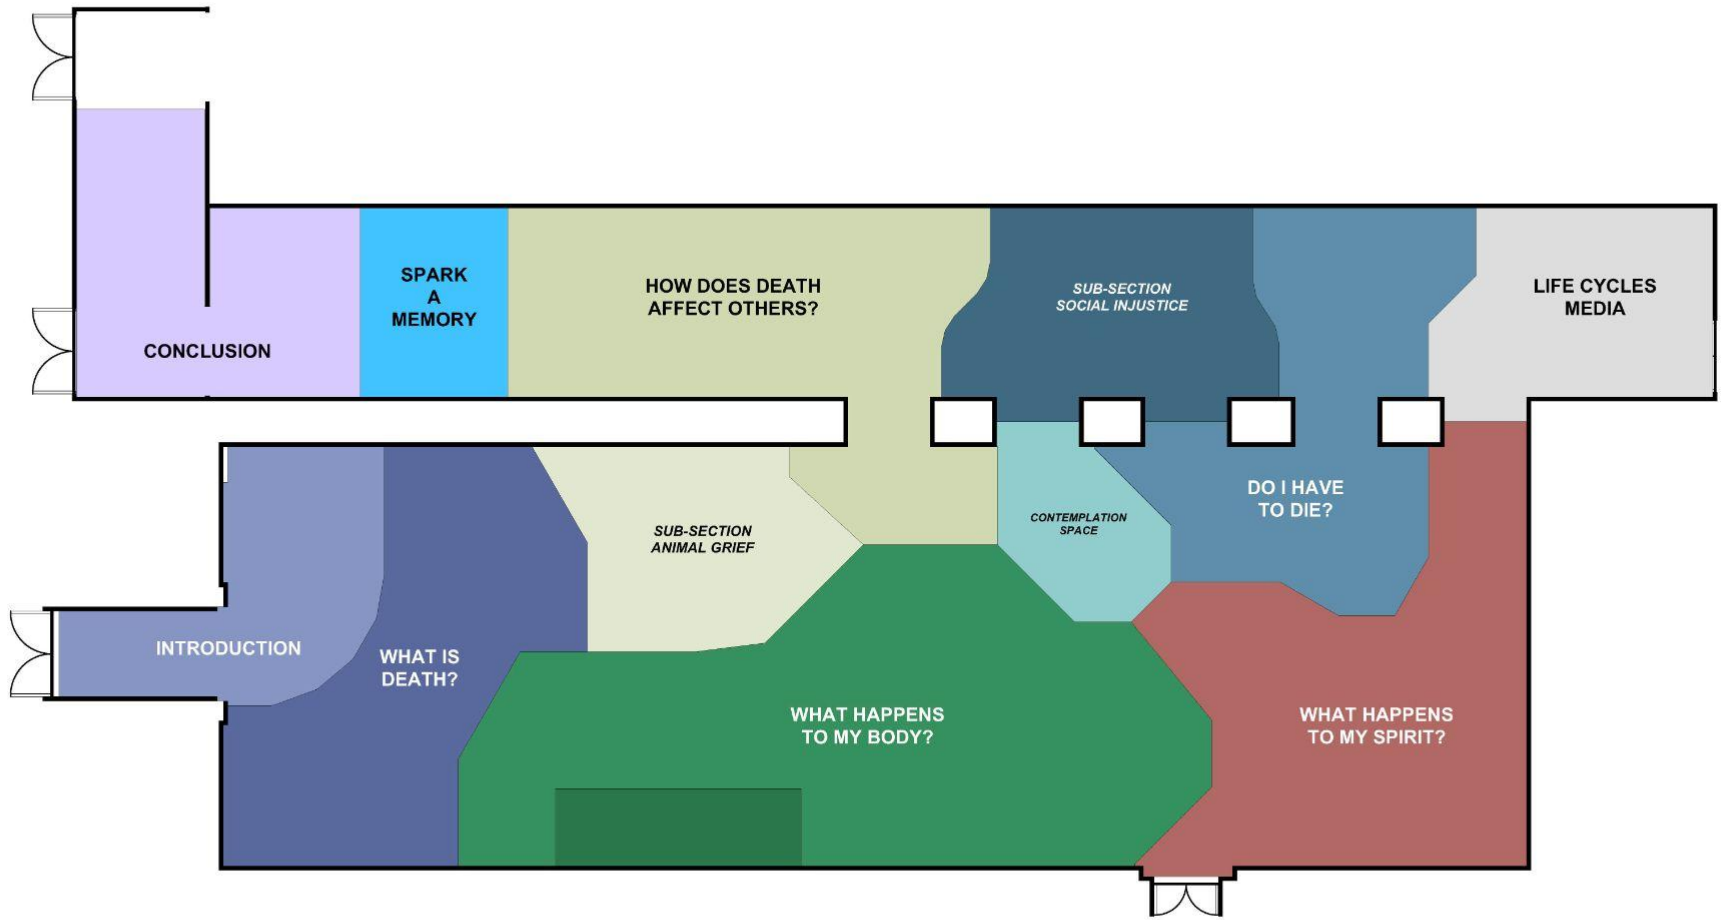 SPARK
A
MEMORY
HOW DOES DEATH
AFFECT OTHERS?
SUB-SECTION
SOCIAL INJUSTICE
LIFE CYCLES
MEDIA
CONCLUSION
SUB-SECTION
ANIMAL GRIEF
CONTEMPLATION
SPACE
DO I HAVE
TO DIE?
INTRODUCTION
WHAT IS
DEATH?
WHAT HAPPENS
TO MY BODY?
WHAT HAPPENS
TO MY SPIRIT?